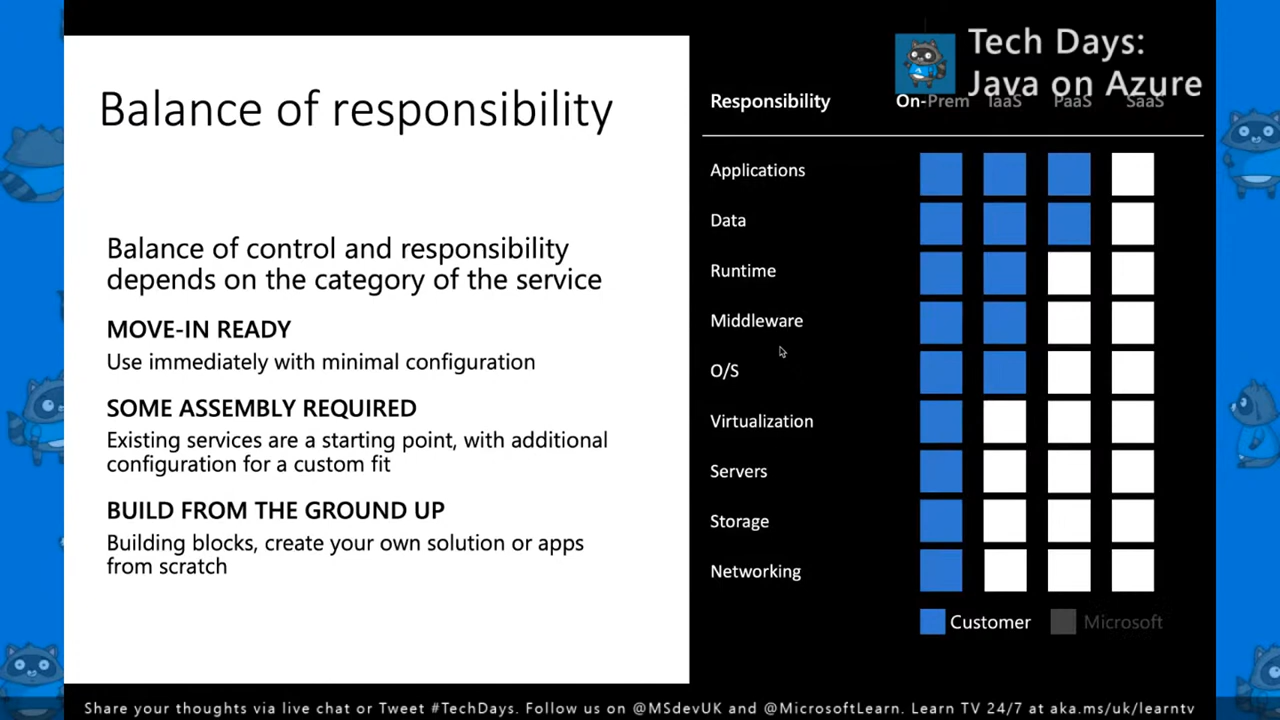 Tech Days:
Java on Azure
Balance of responsibility
Balance of control and responsibility
depends on the category of the service
MOVE-IN READY
Use immediately with minimal configuration
SOME ASSEMBLY REQUIRED
Existing services are a starting point, with additional
configuration for a custom fit
BUILD FROM THE GROUND UP
Building blocks, create your own solution or apps
from scratch
Responsibility On-Prem IaaS PaaS SaaS
Applications
Data
Runtime
Middleware
O/S
Virtualization
Servers
Storage
Networking
Customer Microsoft
Share your thoughts via live chat or Tweet #TechDays. Follow us on @MSdevUK and @MicrosoftLearn. Learn TV 24/7 at aka.ms/uk/learntv